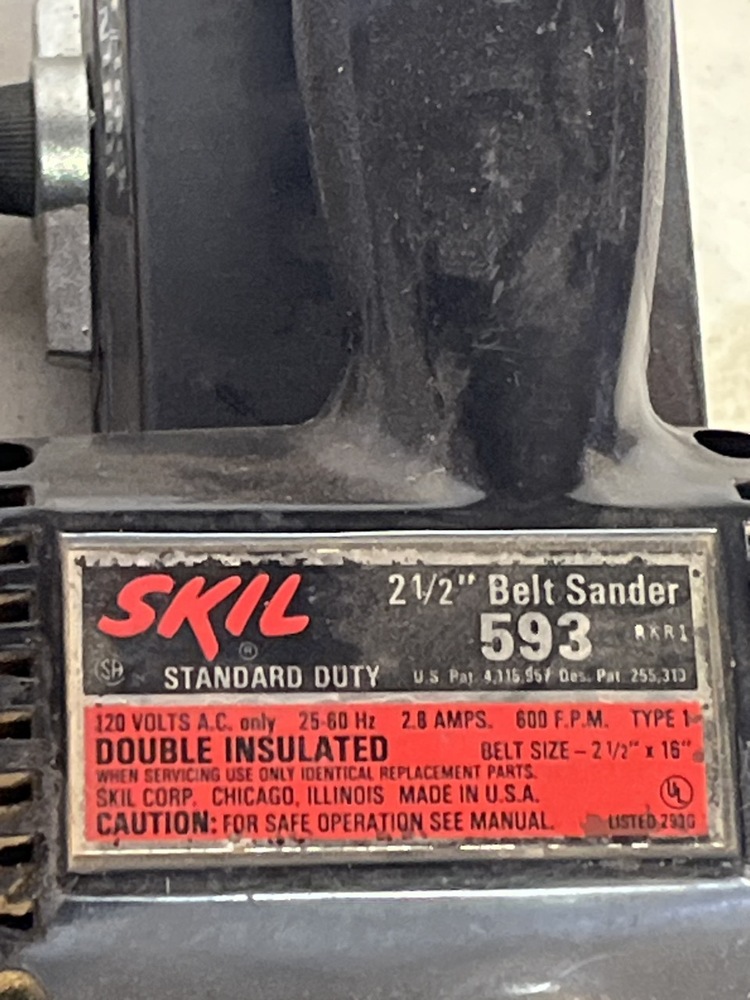 SKIL®
2 1/2" Belt Sander
593
SA
STANDARD DUTY
U.S. Pat. 4,115,957 Des. Pat. 255,313
120 VOLTS A.C. only 25-60 Hz 2.8 AMPS. 600 F.P.M. TYPE 1
DOUBLE INSULATED BELT SIZE – 2 1/2" x 16"
WHEN SERVICING USE ONLY IDENTICAL REPLACEMENT PARTS.
SKIL CORP. CHICAGO, ILLINOIS MADE IN U.S.A. UL
CAUTION: FOR SAFE OPERATION SEE MANUAL. LISTED